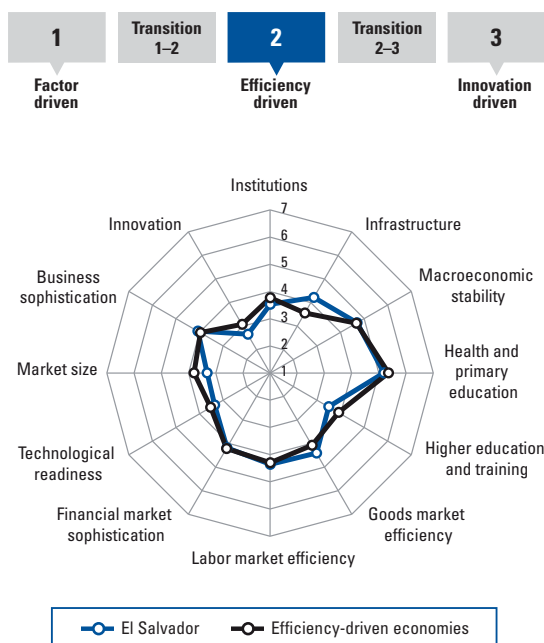 1
Transition
1–2
2
Transition
2–3
3
Factor
driven
Efficiency
driven
Innovation
driven
Institutions
7
Innovation
Infrastructure
6
5
Business
sophistication
Macroeconomic
stability
4
3
2
Market size
1
Health and
primary
education
Technological
readiness
Higher education
and training
Financial market
sophistication
Goods market
efficiency
Labor market efficiency
El Salvador
Efficiency-driven economies